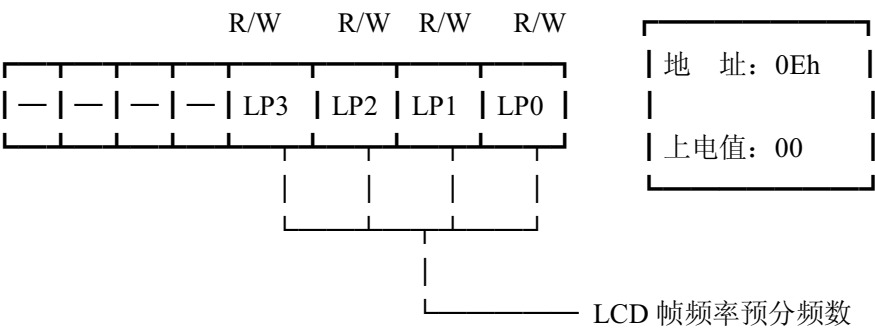 R/W R/W R/W R/W
— — — — LP3 LP2 LP1 LP0
地 址：0Eh
上电值：00
LCD 帧频率预分频数